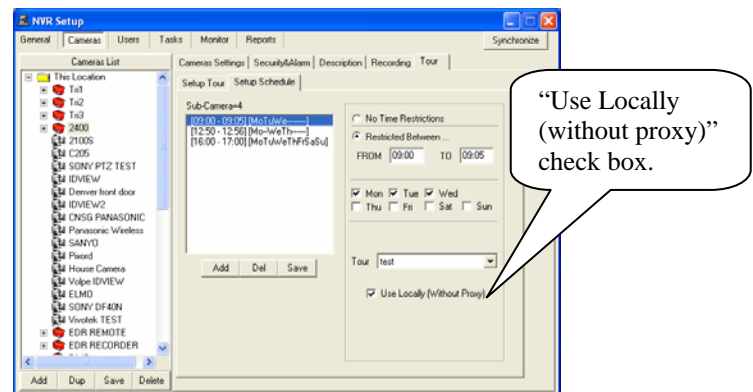 NVR Setup
General Cameras Users Tasks Monitor Reports Synchronize
Cameras List
This Location
Tri1
Tri2
Tri3
2400
2100S
C205
SONY PTZ TEST
IDVIEW
Denver front door
IDVIEW2
CNSG PANASONIC
Panasonic Wireless
SANYO
Pixord
House Camera
Volpe IDVIEW
ELMO
SONY DF40N
Vivotek TEST
EDR REMOTE
EDR RECORDER
Add Dup Save Delete
Cameras Settings Security&Alarm Description Recording Tour
Setup Tour Setup Schedule
Sub-Camera=4
[09:00 - 09:05] [MoTuWe--------]
[12:50 - 12:56] [Mo--WeTh------]
[16:00 - 17:00] [MoTuWeThFrSaSu]
Add Del Save
No Time Restrictions
Restricted Between ...
FROM 09:00 TO 09:05
Mon Tue Wed
Thu Fri Sat Sun
Tour test
Use Locally (Without Proxy)
“Use Locally
(without proxy)”
check box.